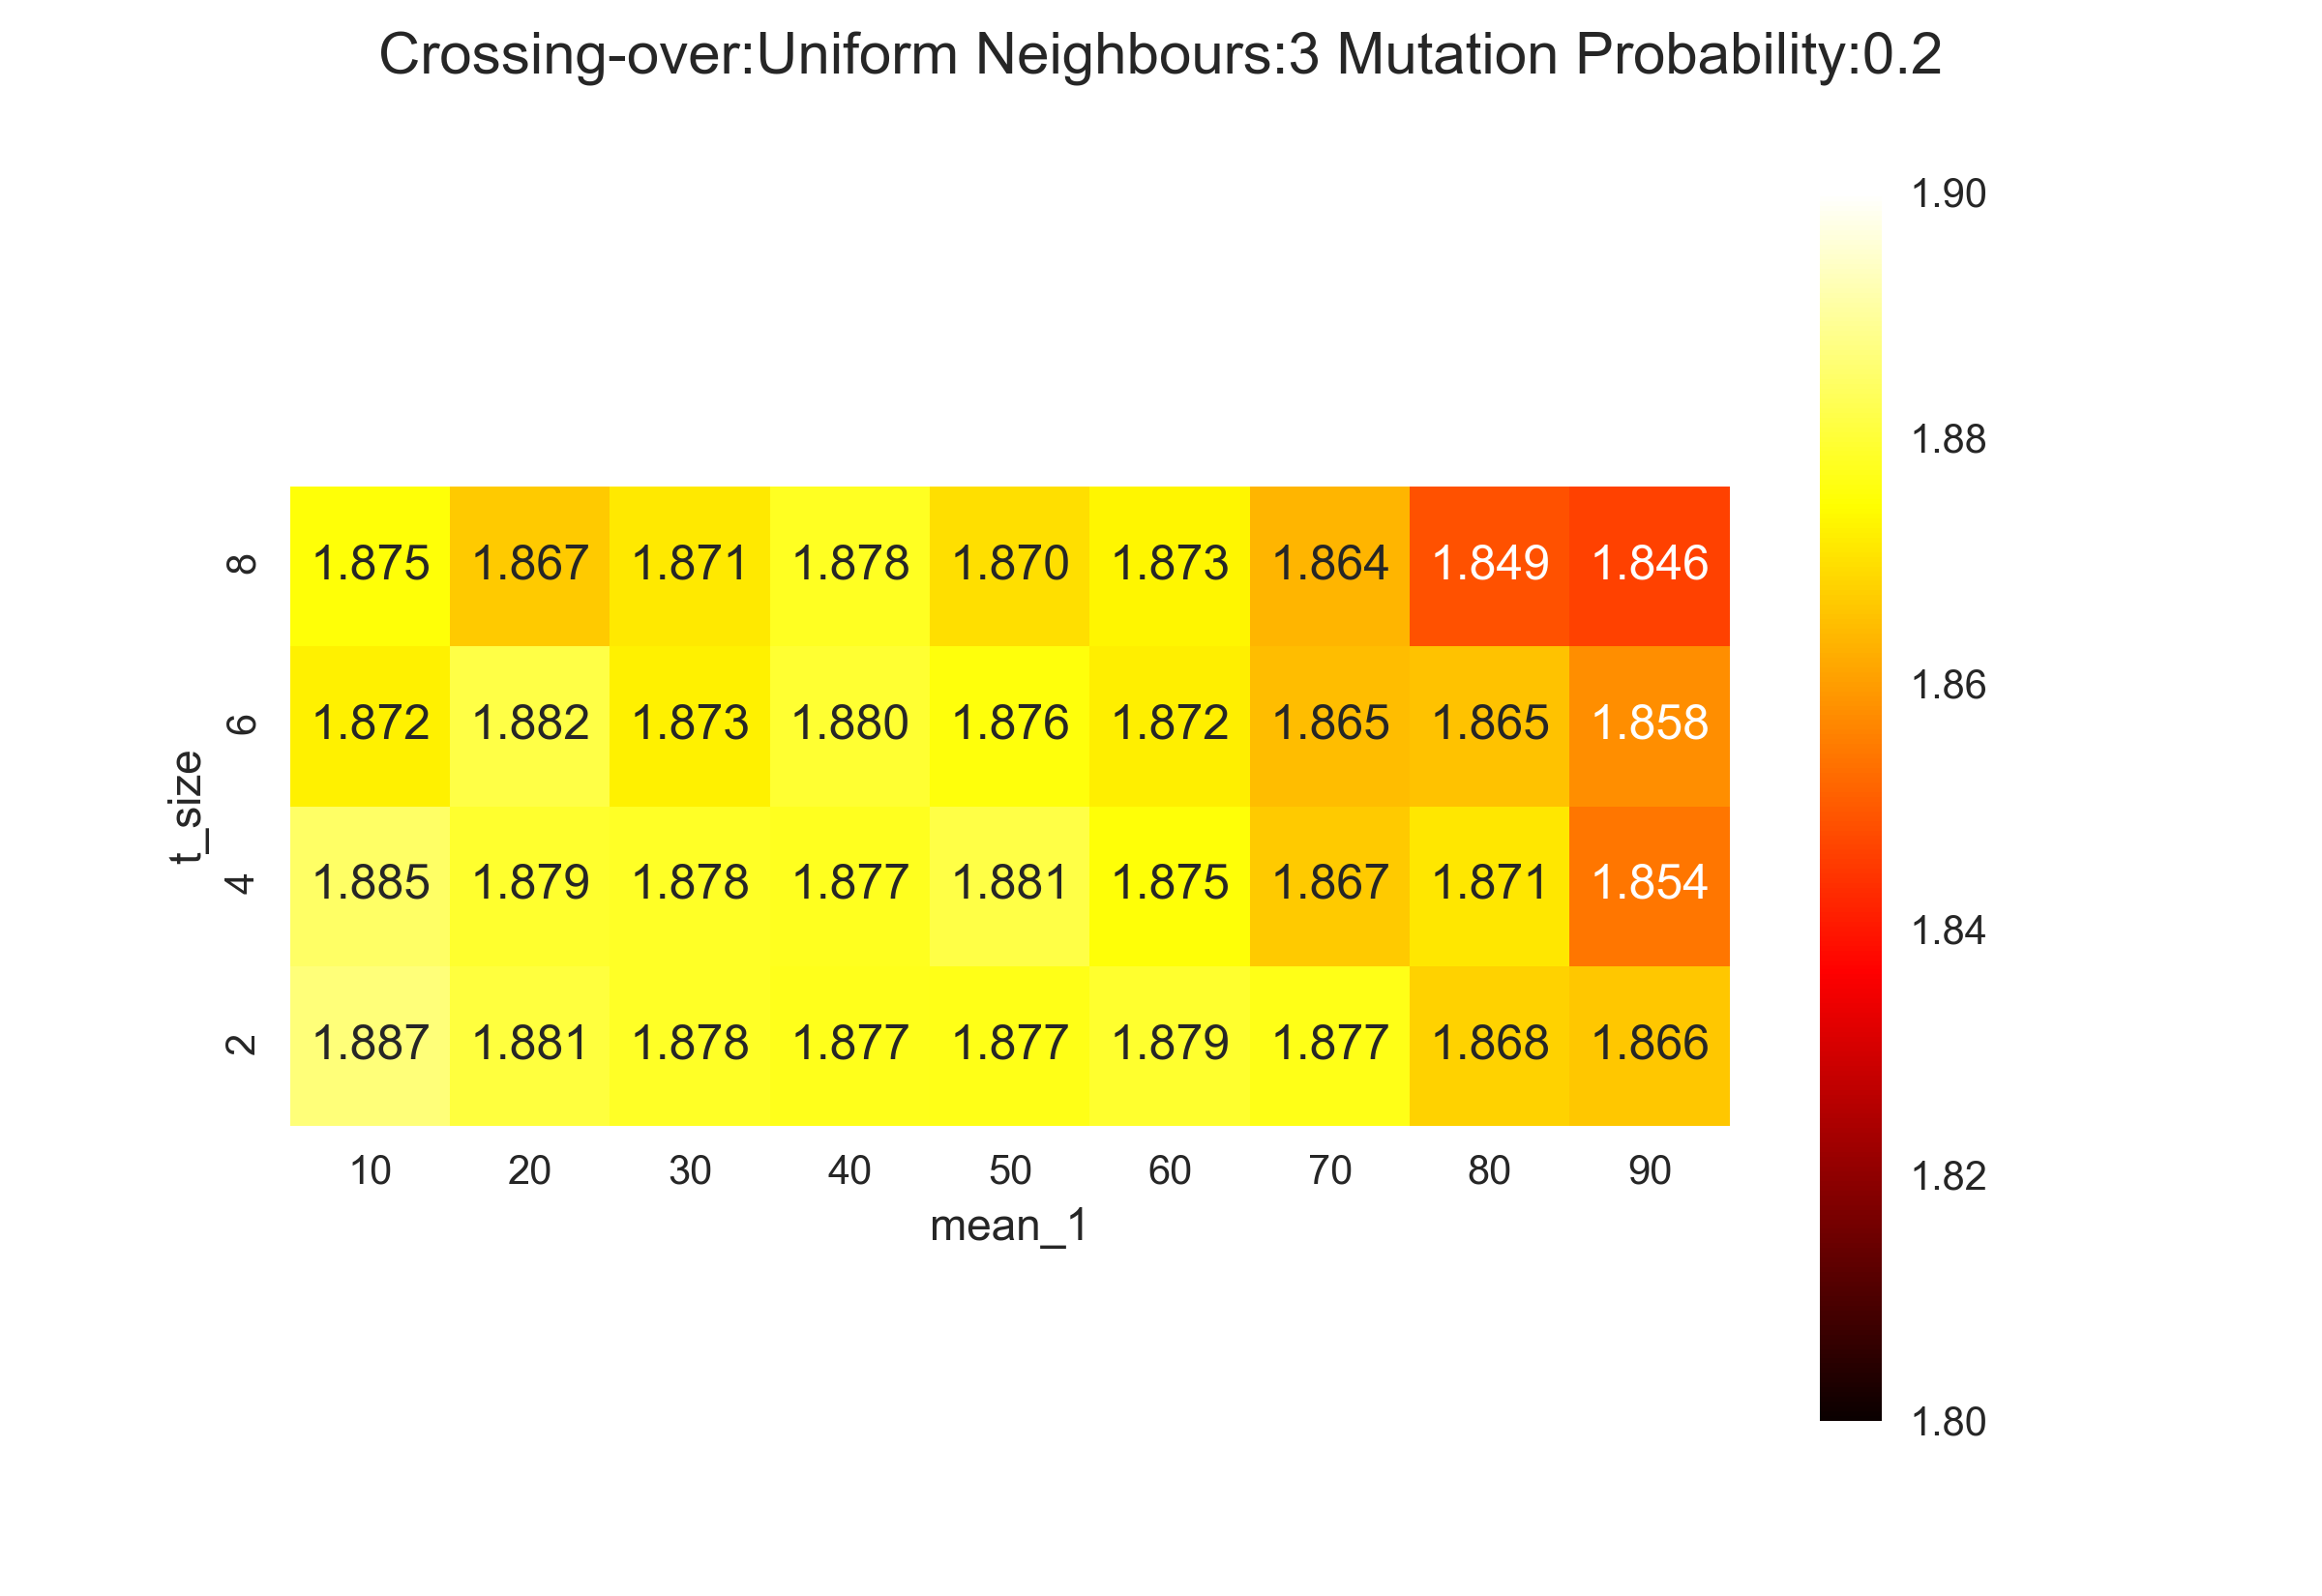 Crossing-over:Uniform Neighbours:3 Mutation Probability:0.2
8 1.875 1.867 1.871 1.878 1.870 1.873 1.864 1.849 1.846
6 1.872 1.882 1.873 1.880 1.876 1.872 1.865 1.865 1.858
4 1.885 1.879 1.878 1.877 1.881 1.875 1.867 1.871 1.854
2 1.887 1.881 1.878 1.877 1.877 1.879 1.877 1.868 1.866
t_size
10 20 30 40 50 60 70 80 90
mean_1
1.90
1.88
1.86
1.84
1.82
1.80